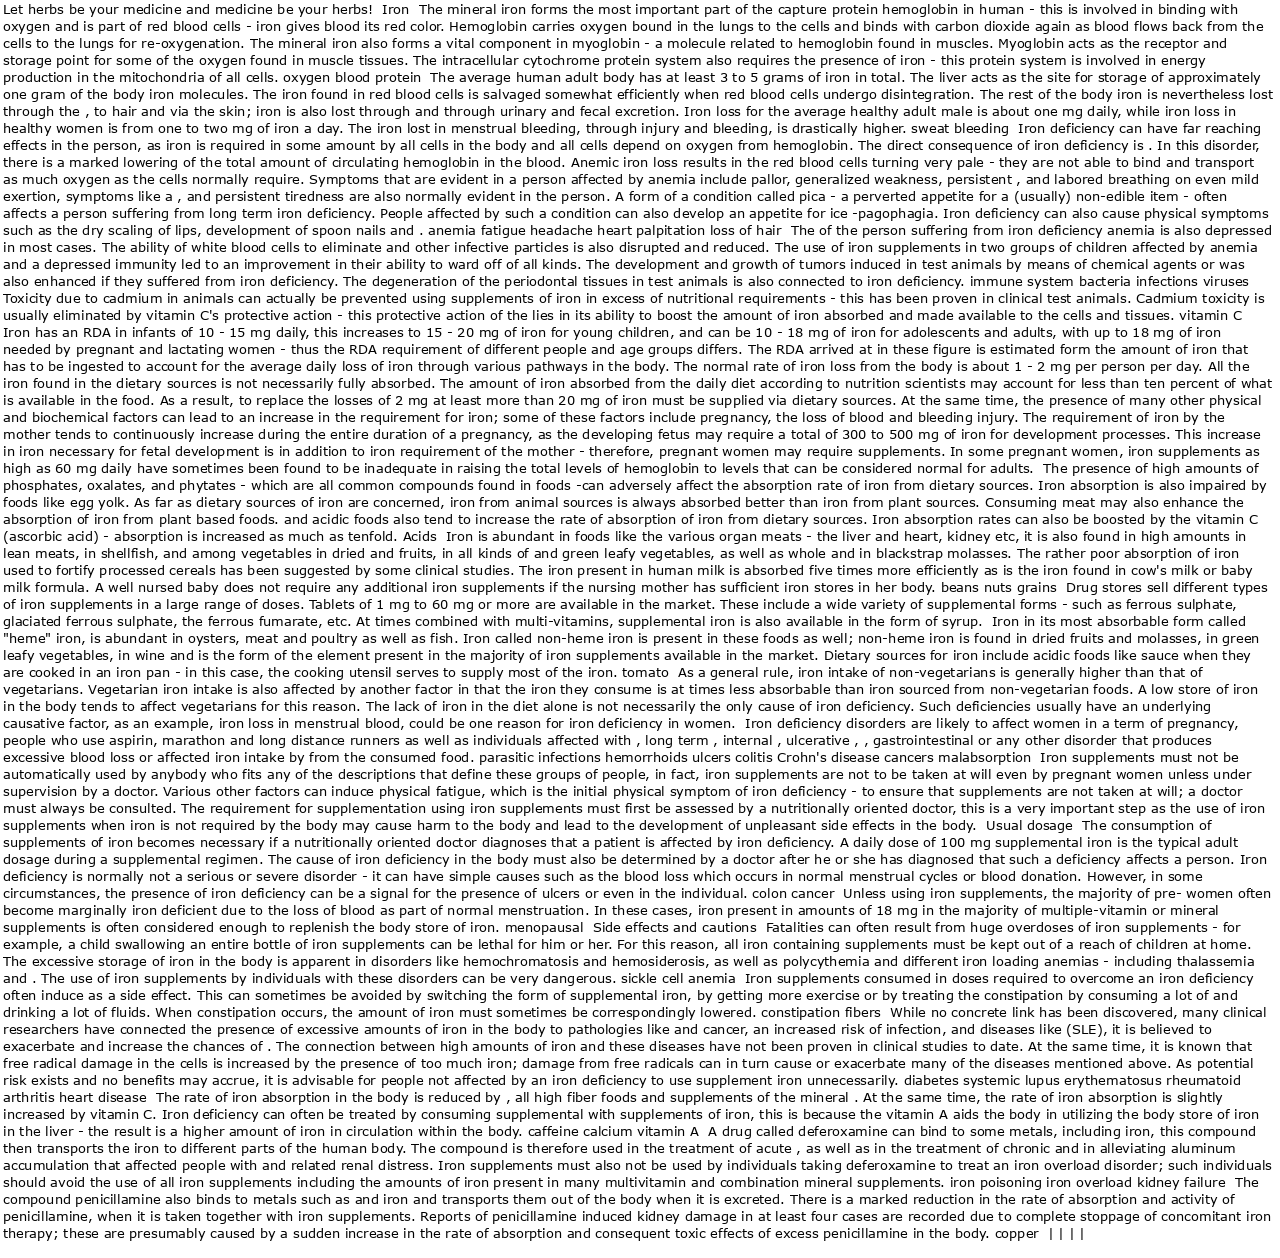 Let herbs be your medicine and medicine be your herbs!  Iron  The mineral iron forms the most important part of the capture protein hemoglobin in human - this is involved in binding with
oxygen and is part of red blood cells - iron gives blood its red color. Hemoglobin carries oxygen bound in the lungs to the cells and binds with carbon dioxide again as blood flows back from the
cells to the lungs for re-oxygenation. The mineral iron also forms a vital component in myoglobin - a molecule related to hemoglobin found in muscles. Myoglobin acts as the receptor and
storage point for some of the oxygen found in muscle tissues. The intracellular cytochrome protein system also requires the presence of iron - this protein system is involved in energy
production in the mitochondria of all cells. oxygen blood protein  The average human adult body has at least 3 to 5 grams of iron in total. The liver acts as the site for storage of approximately
one gram of the body iron molecules. The iron found in red blood cells is salvaged somewhat efficiently when red blood cells undergo disintegration. The rest of the body iron is nevertheless lost
through the , to hair and via the skin; iron is also lost through and through urinary and fecal excretion. Iron loss for the average healthy adult male is about one mg daily, while iron loss in
healthy women is from one to two mg of iron a day. The iron lost in menstrual bleeding, through injury and bleeding, is drastically higher. sweat bleeding  Iron deficiency can have far reaching
effects in the person, as iron is required in some amount by all cells in the body and all cells depend on oxygen from hemoglobin. The direct consequence of iron deficiency is . In this disorder,
there is a marked lowering of the total amount of circulating hemoglobin in the blood. Anemic iron loss results in the red blood cells turning very pale - they are not able to bind and transport
as much oxygen as the cells normally require. Symptoms that are evident in a person affected by anemia include pallor, generalized weakness, persistent , and labored breathing on even mild
exertion, symptoms like a , and persistent tiredness are also normally evident in the person. A form of a condition called pica - a perverted appetite for a (usually) non-edible item - often
affects a person suffering from long term iron deficiency. People affected by such a condition can also develop an appetite for ice -pagophagia. Iron deficiency can also cause physical symptoms
such as the dry scaling of lips, development of spoon nails and . anemia fatigue headache heart palpitation loss of hair  The of the person suffering from iron deficiency anemia is also depressed
in most cases. The ability of white blood cells to eliminate and other infective particles is also disrupted and reduced. The use of iron supplements in two groups of children affected by anemia
and a depressed immunity led to an improvement in their ability to ward off of all kinds. The development and growth of tumors induced in test animals by means of chemical agents or was
also enhanced if they suffered from iron deficiency. The degeneration of the periodontal tissues in test animals is also connected to iron deficiency. immune system bacteria infections viruses
Toxicity due to cadmium in animals can actually be prevented using supplements of iron in excess of nutritional requirements - this has been proven in clinical test animals. Cadmium toxicity is
usually eliminated by vitamin C's protective action - this protective action of the lies in its ability to boost the amount of iron absorbed and made available to the cells and tissues. vitamin C
Iron has an RDA in infants of 10 - 15 mg daily, this increases to 15 - 20 mg of iron for young children, and can be 10 - 18 mg of iron for adolescents and adults, with up to 18 mg of iron
needed by pregnant and lactating women - thus the RDA requirement of different people and age groups differs. The RDA arrived at in these figure is estimated form the amount of iron that
has to be ingested to account for the average daily loss of iron through various pathways in the body. The normal rate of iron loss from the body is about 1 - 2 mg per person per day. All the
iron found in the dietary sources is not necessarily fully absorbed. The amount of iron absorbed from the daily diet according to nutrition scientists may account for less than ten percent of what
is available in the food. As a result, to replace the losses of 2 mg at least more than 20 mg of iron must be supplied via dietary sources. At the same time, the presence of many other physical
and biochemical factors can lead to an increase in the requirement for iron; some of these factors include pregnancy, the loss of blood and bleeding injury. The requirement of iron by the
mother tends to continuously increase during the entire duration of a pregnancy, as the developing fetus may require a total of 300 to 500 mg of iron for development processes. This increase
in iron necessary for fetal development is in addition to iron requirement of the mother - therefore, pregnant women may require supplements. In some pregnant women, iron supplements as
high as 60 mg daily have sometimes been found to be inadequate in raising the total levels of hemoglobin to levels that can be considered normal for adults.  The presence of high amounts of
phosphates, oxalates, and phytates - which are all common compounds found in foods -can adversely affect the absorption rate of iron from dietary sources. Iron absorption is also impaired by
foods like egg yolk. As far as dietary sources of iron are concerned, iron from animal sources is always absorbed better than iron from plant sources. Consuming meat may also enhance the
absorption of iron from plant based foods. and acidic foods also tend to increase the rate of absorption of iron from dietary sources. Iron absorption rates can also be boosted by the vitamin C
(ascorbic acid) - absorption is increased as much as tenfold. Acids  Iron is abundant in foods like the various organ meats - the liver and heart, kidney etc, it is also found in high amounts in
lean meats, in shellfish, and among vegetables in dried and fruits, in all kinds of and green leafy vegetables, as well as whole and in blackstrap molasses. The rather poor absorption of iron
used to fortify processed cereals has been suggested by some clinical studies. The iron present in human milk is absorbed five times more efficiently as is the iron found in cow's milk or baby
milk formula. A well nursed baby does not require any additional iron supplements if the nursing mother has sufficient iron stores in her body. beans nuts grains  Drug stores sell different types
of iron supplements in a large range of doses. Tablets of 1 mg to 60 mg or more are available in the market. These include a wide variety of supplemental forms - such as ferrous sulphate,
glaciated ferrous sulphate, the ferrous fumarate, etc. At times combined with multi-vitamins, supplemental iron is also available in the form of syrup.  Iron in its most absorbable form called
"heme" iron, is abundant in oysters, meat and poultry as well as fish. Iron called non-heme iron is present in these foods as well; non-heme iron is found in dried fruits and molasses, in green
leafy vegetables, in wine and is the form of the element present in the majority of iron supplements available in the market. Dietary sources for iron include acidic foods like sauce when they
are cooked in an iron pan - in this case, the cooking utensil serves to supply most of the iron. tomato  As a general rule, iron intake of non-vegetarians is generally higher than that of
vegetarians. Vegetarian iron intake is also affected by another factor in that the iron they consume is at times less absorbable than iron sourced from non-vegetarian foods. A low store of iron
in the body tends to affect vegetarians for this reason. The lack of iron in the diet alone is not necessarily the only cause of iron deficiency. Such deficiencies usually have an underlying
causative factor, as an example, iron loss in menstrual blood, could be one reason for iron deficiency in women.  Iron deficiency disorders are likely to affect women in a term of pregnancy,
people who use aspirin, marathon and long distance runners as well as individuals affected with , long term , internal , ulcerative , , gastrointestinal or any other disorder that produces
excessive blood loss or affected iron intake by from the consumed food. parasitic infections hemorrhoids ulcers colitis Crohn's disease cancers malabsorption  Iron supplements must not be
automatically used by anybody who fits any of the descriptions that define these groups of people, in fact, iron supplements are not to be taken at will even by pregnant women unless under
supervision by a doctor. Various other factors can induce physical fatigue, which is the initial physical symptom of iron deficiency - to ensure that supplements are not taken at will; a doctor
must always be consulted. The requirement for supplementation using iron supplements must first be assessed by a nutritionally oriented doctor, this is a very important step as the use of iron
supplements when iron is not required by the body may cause harm to the body and lead to the development of unpleasant side effects in the body.  Usual dosage  The consumption of
supplements of iron becomes necessary if a nutritionally oriented doctor diagnoses that a patient is affected by iron deficiency. A daily dose of 100 mg supplemental iron is the typical adult
dosage during a supplemental regimen. The cause of iron deficiency in the body must also be determined by a doctor after he or she has diagnosed that such a deficiency affects a person. Iron
deficiency is normally not a serious or severe disorder - it can have simple causes such as the blood loss which occurs in normal menstrual cycles or blood donation. However, in some
circumstances, the presence of iron deficiency can be a signal for the presence of ulcers or even in the individual. colon cancer  Unless using iron supplements, the majority of pre- women often
become marginally iron deficient due to the loss of blood as part of normal menstruation. In these cases, iron present in amounts of 18 mg in the majority of multiple-vitamin or mineral
supplements is often considered enough to replenish the body store of iron. menopausal  Side effects and cautions  Fatalities can often result from huge overdoses of iron supplements - for
example, a child swallowing an entire bottle of iron supplements can be lethal for him or her. For this reason, all iron containing supplements must be kept out of a reach of children at home.
The excessive storage of iron in the body is apparent in disorders like hemochromatosis and hemosiderosis, as well as polycythemia and different iron loading anemias - including thalassemia
and . The use of iron supplements by individuals with these disorders can be very dangerous. sickle cell anemia  Iron supplements consumed in doses required to overcome an iron deficiency
often induce as a side effect. This can sometimes be avoided by switching the form of supplemental iron, by getting more exercise or by treating the constipation by consuming a lot of and
drinking a lot of fluids. When constipation occurs, the amount of iron must sometimes be correspondingly lowered. constipation fibers  While no concrete link has been discovered, many clinical
researchers have connected the presence of excessive amounts of iron in the body to pathologies like and cancer, an increased risk of infection, and diseases like (SLE), it is believed to
exacerbate and increase the chances of . The connection between high amounts of iron and these diseases have not been proven in clinical studies to date. At the same time, it is known that
free radical damage in the cells is increased by the presence of too much iron; damage from free radicals can in turn cause or exacerbate many of the diseases mentioned above. As potential
risk exists and no benefits may accrue, it is advisable for people not affected by an iron deficiency to use supplement iron unnecessarily. diabetes systemic lupus erythematosus rheumatoid
arthritis heart disease  The rate of iron absorption in the body is reduced by , all high fiber foods and supplements of the mineral . At the same time, the rate of iron absorption is slightly
increased by vitamin C. Iron deficiency can often be treated by consuming supplemental with supplements of iron, this is because the vitamin A aids the body in utilizing the body store of iron
in the liver - the result is a higher amount of iron in circulation within the body. caffeine calcium vitamin A  A drug called deferoxamine can bind to some metals, including iron, this compound
then transports the iron to different parts of the human body. The compound is therefore used in the treatment of acute , as well as in the treatment of chronic and in alleviating aluminum
accumulation that affected people with and related renal distress. Iron supplements must also not be used by individuals taking deferoxamine to treat an iron overload disorder; such individuals
should avoid the use of all iron supplements including the amounts of iron present in many multivitamin and combination mineral supplements. iron poisoning iron overload kidney failure  The
compound penicillamine also binds to metals such as and iron and transports them out of the body when it is excreted. There is a marked reduction in the rate of absorption and activity of
penicillamine, when it is taken together with iron supplements. Reports of penicillamine induced kidney damage in at least four cases are recorded due to complete stoppage of concomitant iron
therapy; these are presumably caused by a sudden increase in the rate of absorption and consequent toxic effects of excess penicillamine in the body. copper  | | | |